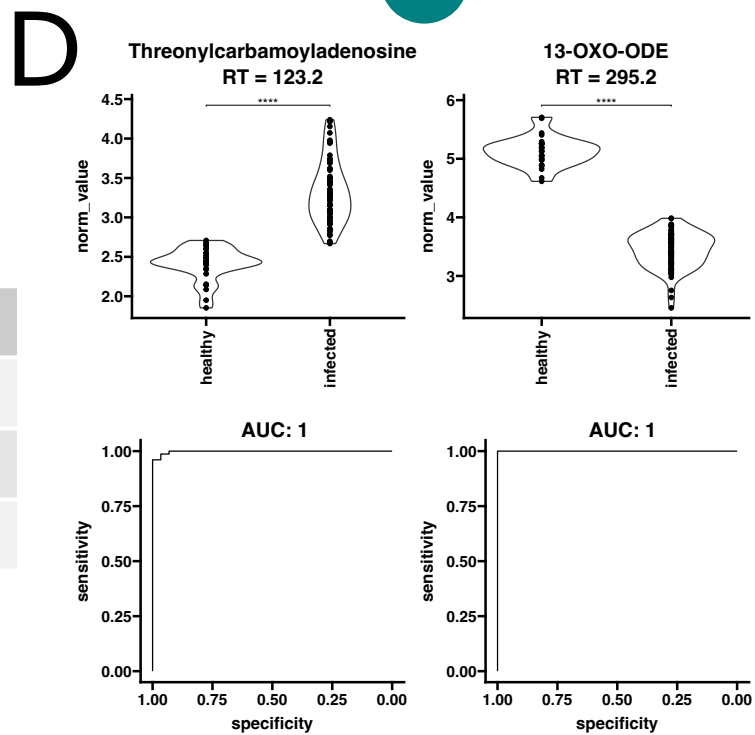 D
Threonylcarbamoyladenosine
RT = 123.2
4.5
4.0
3.5
3.0
2.5
2.0
norm_value
****
healthy
infected
13-OXO-ODE
RT = 295.2
6
5
4
3
norm_value
****
healthy
infected
AUC: 1
1.00
0.75
0.50
0.25
0.00
sensitivity
1.00 0.75 0.50 0.25 0.00
specificity
AUC: 1
1.00
0.75
0.50
0.25
0.00
sensitivity
1.00 0.75 0.50 0.25 0.00
specificity